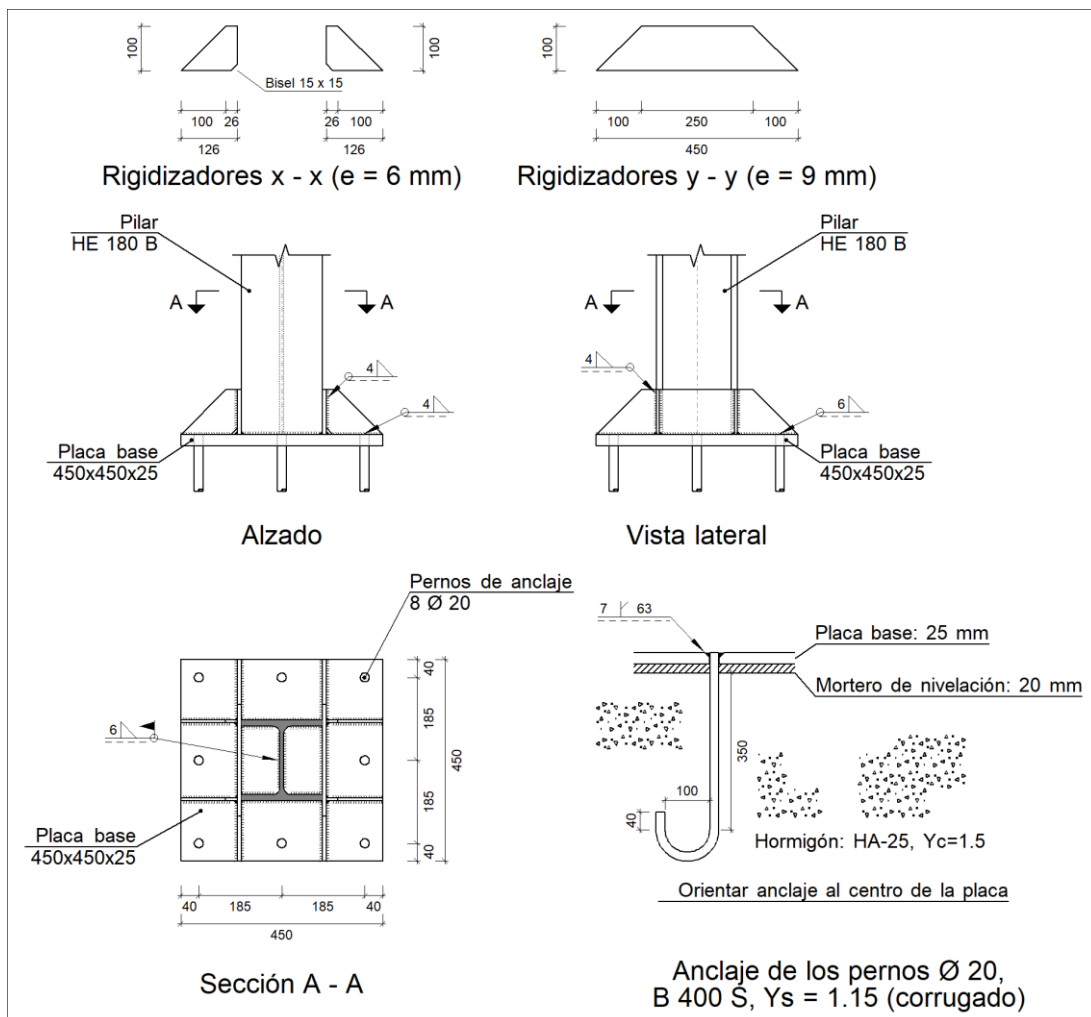 100
100
Bisel 15 x 15
100
26
126
26
100
126
100
100
250
100
450
Rigidizadores x - x (e = 6 mm)
Rigidizadores y - y (e = 9 mm)
Pilar
HE 180 B
A
A
4
4
Placa base
450x450x25
Alzado
Pilar
HE 180 B
A
A
4
6
Placa base
450x450x25
Vista lateral
Pernos de anclaje
8 Ø 20
6
Placa base
450x450x25
40
185
450
185
40
40
185
185
40
450
Sección A - A
7
63
Placa base: 25 mm
Mortero de nivelación: 20 mm
350
100
40
Hormigón: HA-25, Yc=1.5
Orientar anclaje al centro de la placa
Anclaje de los pernos Ø 20,
B 400 S, Ys = 1.15 (corrugado)